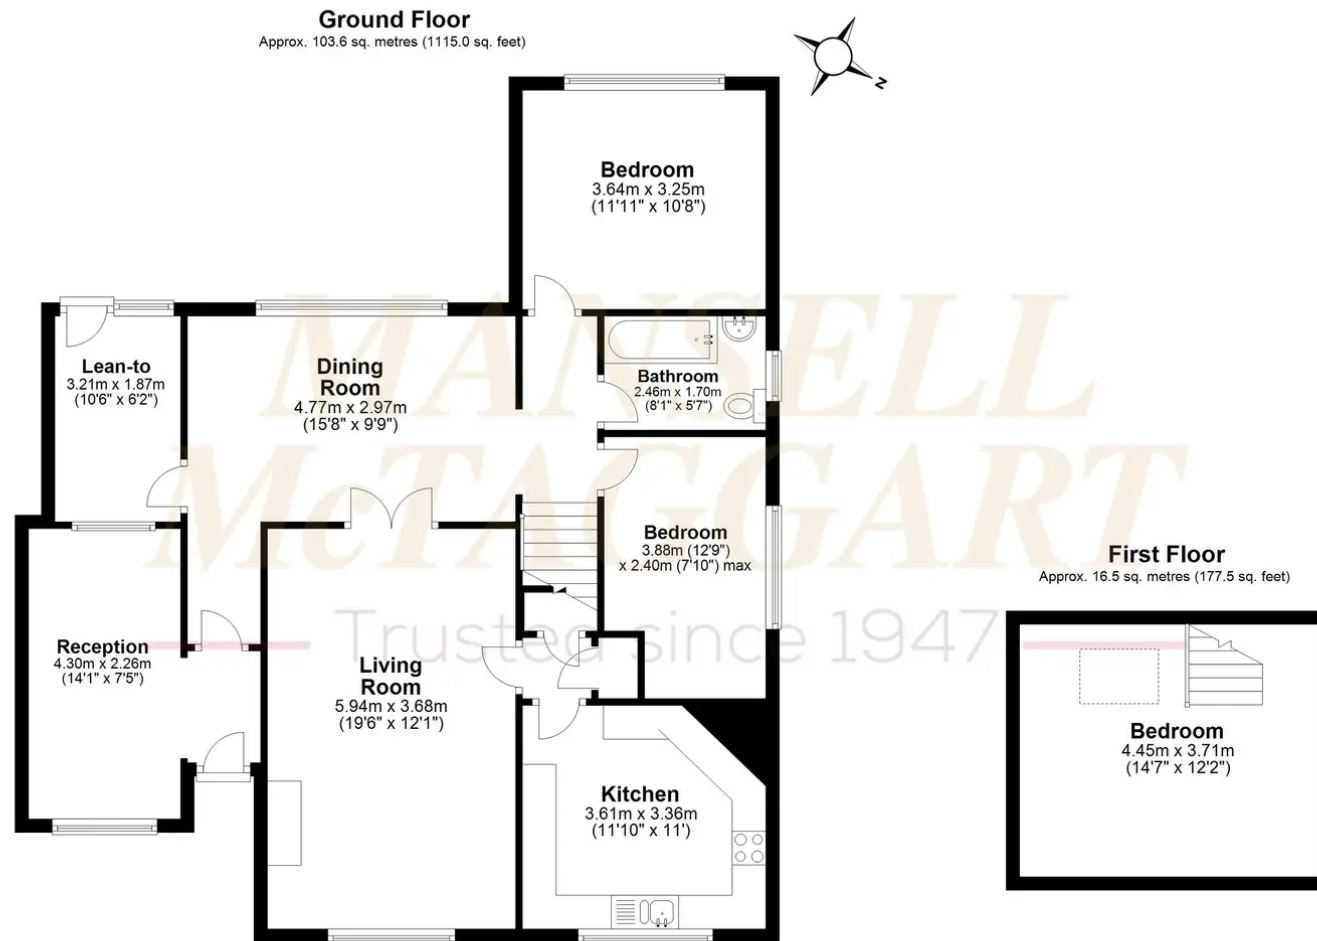 Ground Floor
Approx. 103.6 sq. metres (1115.0 sq. feet)
N
Bedroom
3.64m x 3.25m
(11'11" x 10'8")
Lean-to
3.21m x 1.87m
(10'6" x 6'2")
Dining
Room
4.77m x 2.97m
(15'8" x 9'9")
Bathroom
2.46m x 1.70m
(8'1" x 5'7")
MANSELL
McTAGGART
Trusted since 1947
Bedroom
3.88m (12'9")
x 2.40m (7'10") max
Reception
4.30m x 2.26m
(14'1" x 7'5")
Living
Room
5.94m x 3.68m
(19'6" x 12'1")
Kitchen
3.61m x 3.36m
(11'10" x 11')
First Floor
Approx. 16.5 sq. metres (177.5 sq. feet)
Bedroom
4.45m x 3.71m
(14'7" x 12'2")